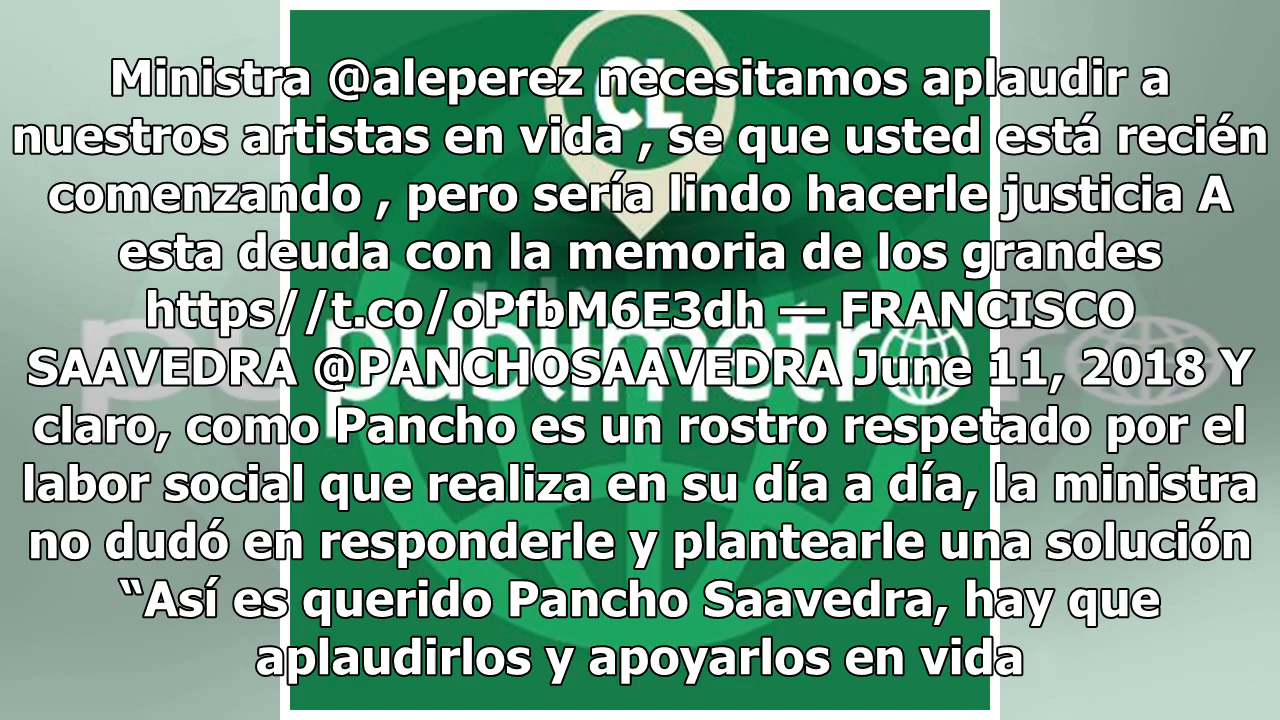 CL
Ministra @aleperez necesitamos aplaudir a
nuestros artistas en vida , se que usted está recién
comenzando , pero sería lindo hacerle justicia A
esta deuda con la memoria de los grandes
https//t.co/oPfbM6E3dh — FRANCISCO
SAAVEDRA @PANCHOSAAVEDRA June 11, 2018 Y
claro, como Pancho es un rostro respetado por el
labor social que realiza en su día a día, la ministra
no dudó en responderle y plantearle una solución
“Así es querido Pancho Saavedra, hay que
aplaudirlos y apoyarlos en vida
publimetro